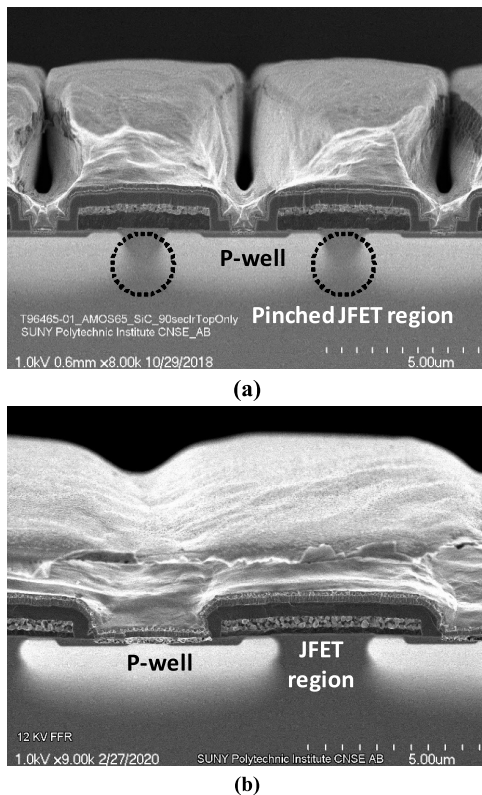 P-well
Pinched JFET region
T96465-01_AMOS65_SiC_90secIrTopOnly
SUNY Polytechnic Institute CNSE_AB
1.0kV 0.6mm x8.00k 10/29/2018
5.00um
(a)
P-well
JFET
region
12 KV FFR
1.0kV x9.00k 2/27/2020
SUNY Polytechnic Institute CNSE AB
5.00um
(b)